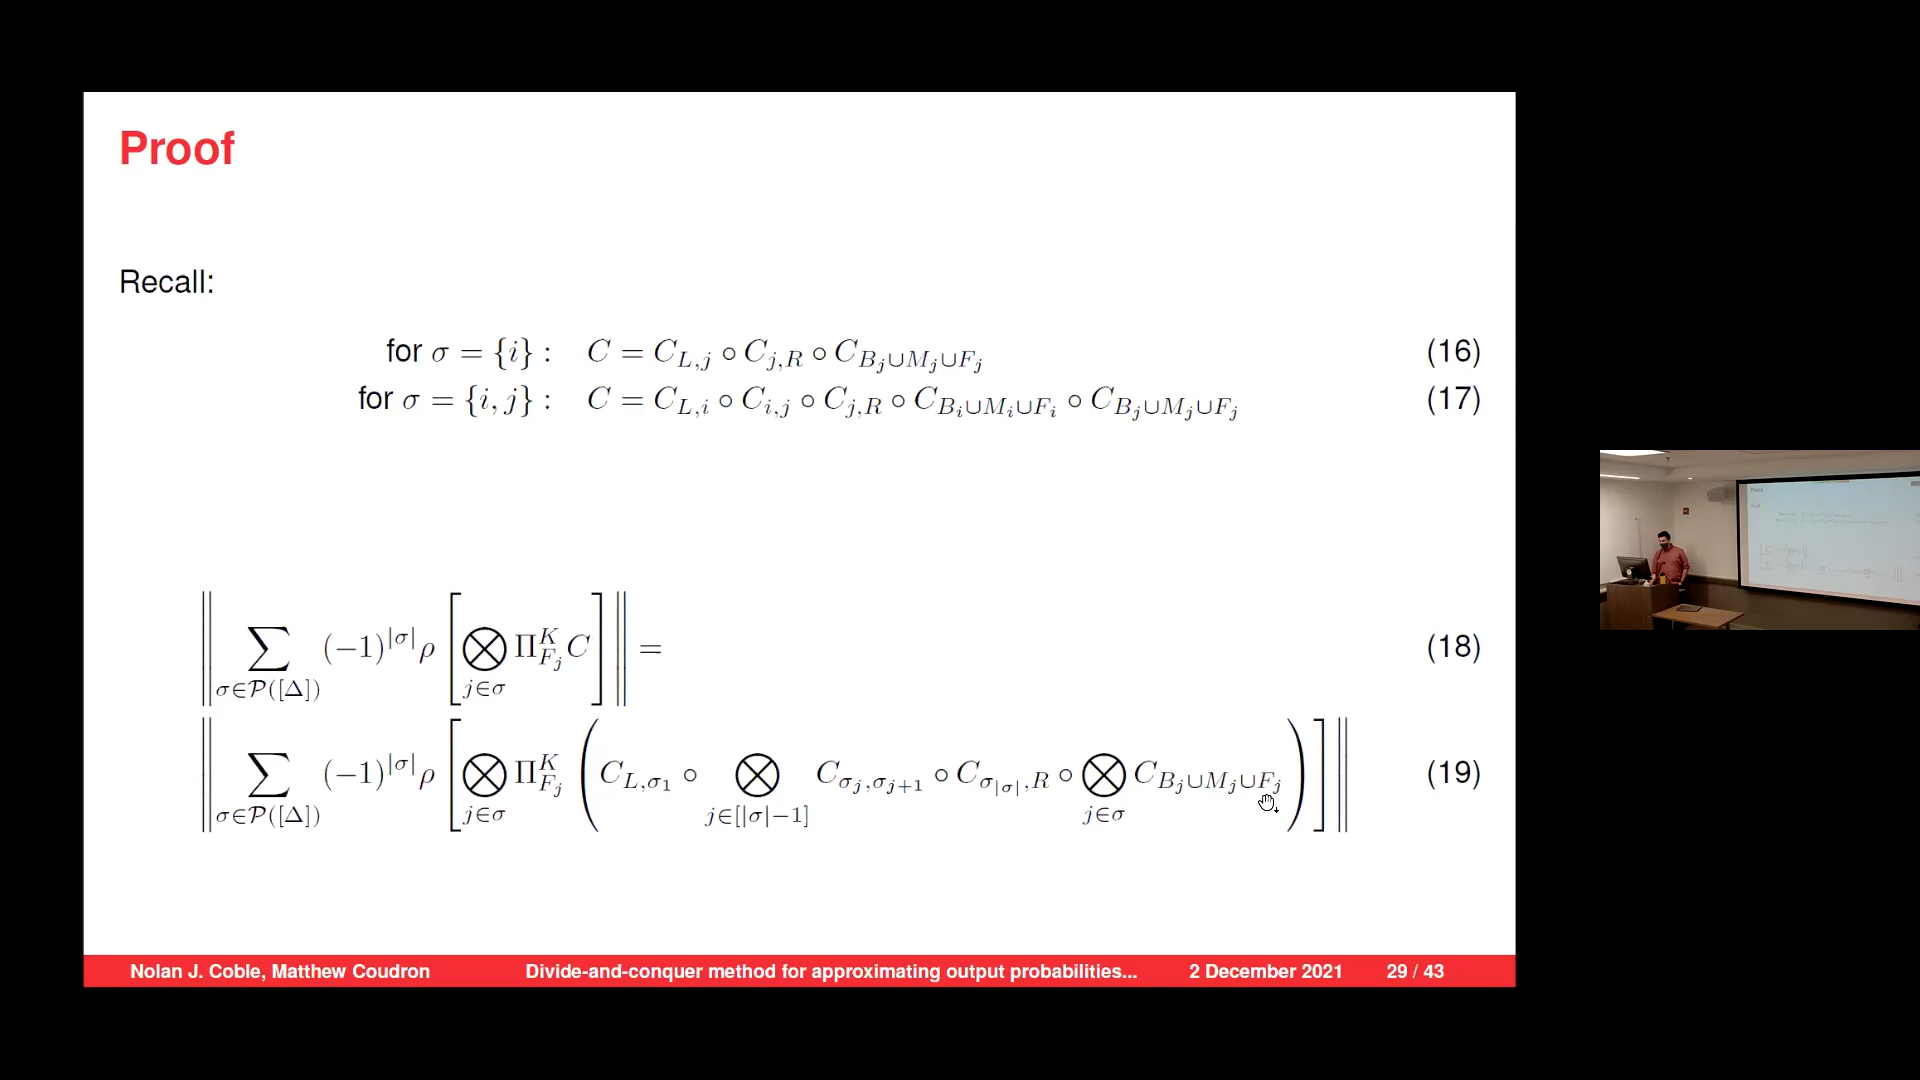 Proof
Recall:
for σ = {i} : C = C_{L,j} ∘ C_{j,R} ∘ C_{B_j∪M_j∪F_j} (16)
for σ = {i, j} : C = C_{L,i} ∘ C_{i,j} ∘ C_{j,R} ∘ C_{B_i∪M_i∪F_i} ∘ C_{B_j∪M_j∪F_j} (17)
‖ ∑_{σ∈𝒫([Δ])} (−1)^{|σ|} ρ [ ⨂_{j∈σ} Π^K_{F_j} C ] ‖ = (18)
‖ ∑_{σ∈𝒫([Δ])} (−1)^{|σ|} ρ [ ⨂_{j∈σ} Π^K_{F_j} ( C_{L,σ_1} ∘ ⨂_{j∈[|σ|−1]} C_{σ_j,σ_{j+1}} ∘ C_{σ_{|σ|},R} ∘ ⨂_{j∈σ} C_{B_j∪M_j∪F_j} ) ] ‖ (19)
Nolan J. Coble, Matthew Coudron Divide-and-conquer method for approximating output probabilities... 2 December 2021 29 / 43